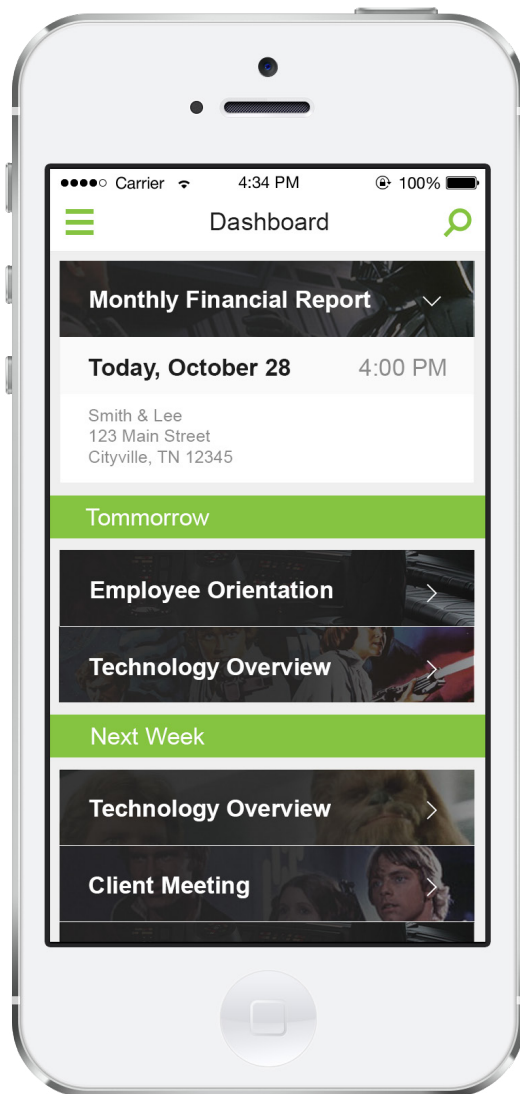 Carrier 4:34 PM 100%
Dashboard
Monthly Financial Report
Today, October 28 4:00 PM
Smith & Lee
123 Main Street
Cityville, TN 12345
Tommorrow
Employee Orientation
Technology Overview
Next Week
Technology Overview
Client Meeting